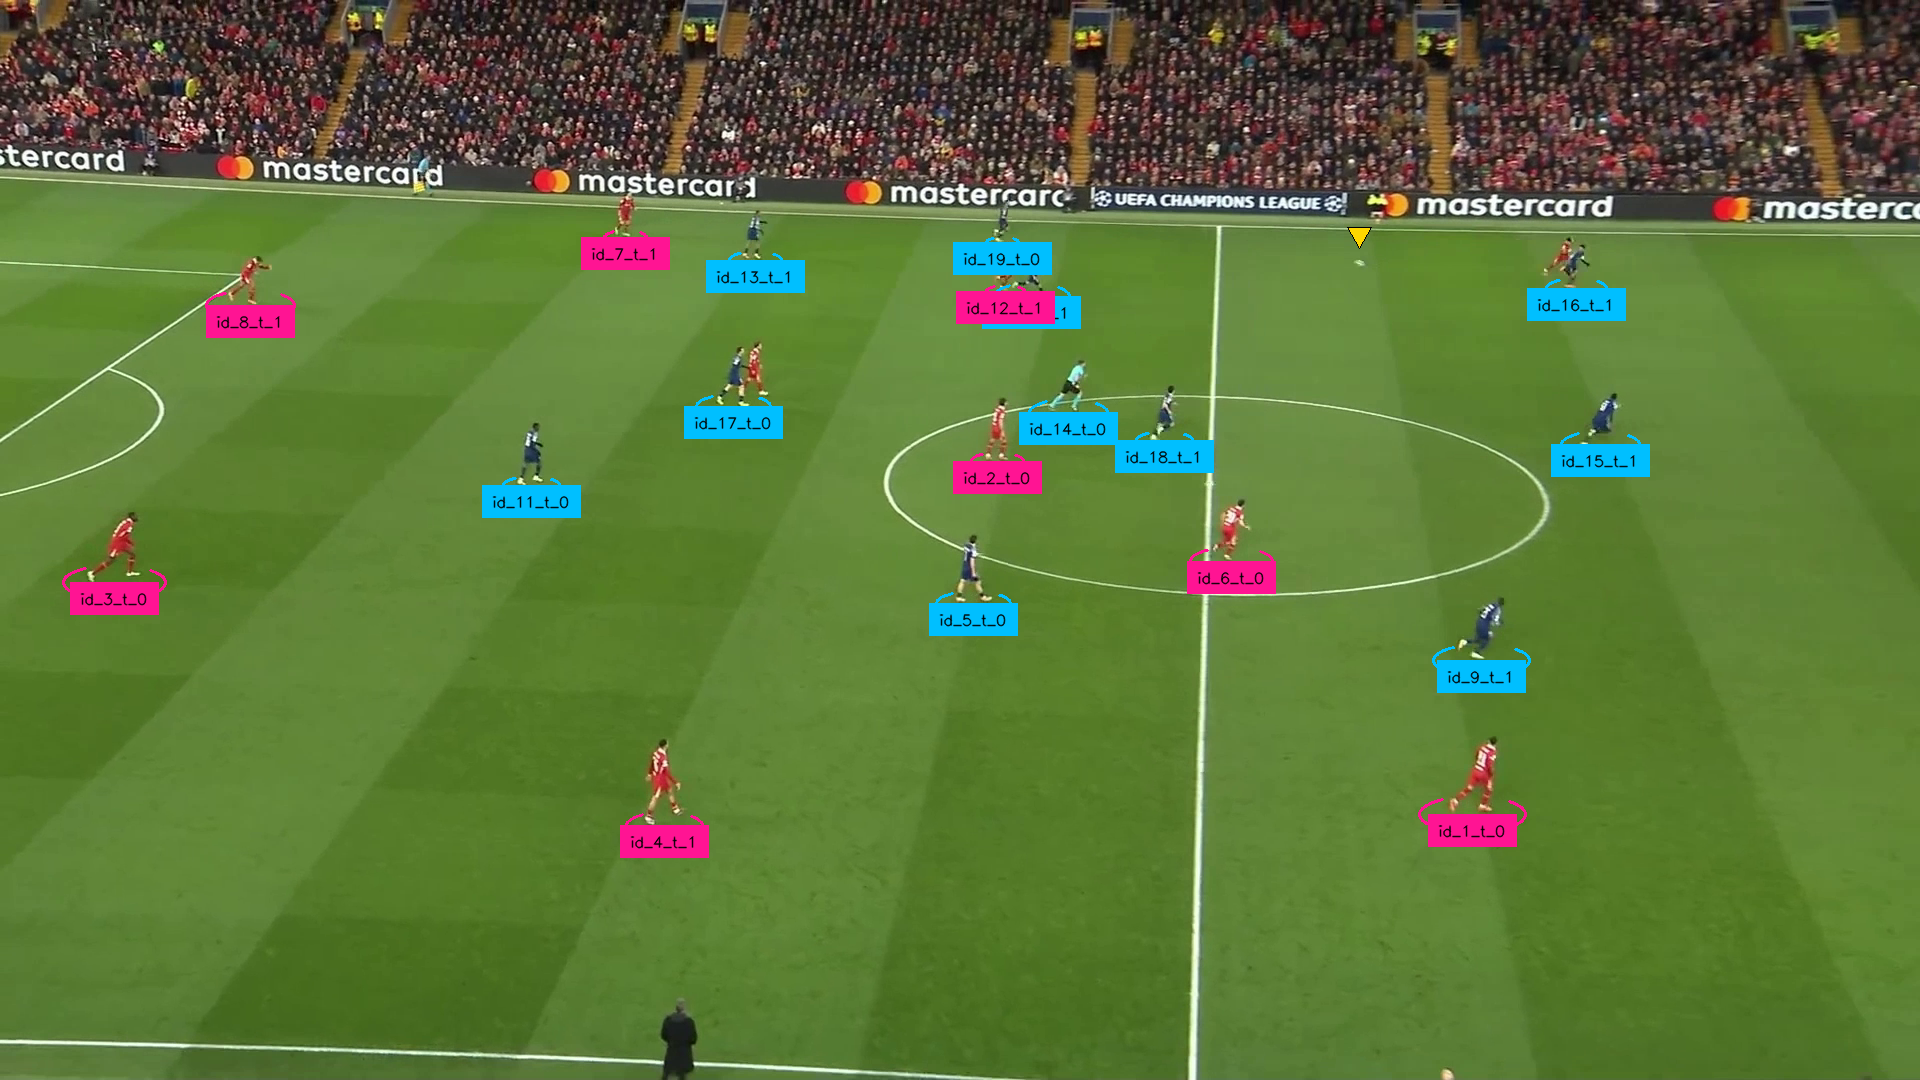 stercard
mastercard
mastercard
mastercard
UEFA CHAMPIONS LEAGUE
mastercard
masterc
id_7_t_1
id_19_t_0
id_13_t_1
id_16_t_1
id_12_t_1
_1
id_8_t_1
id_17_t_0
id_14_t_0
id_18_t_1
id_15_t_1
id_2_t_0
id_11_t_0
id_6_t_0
id_3_t_0
id_5_t_0
id_9_t_1
id_1_t_0
id_4_t_1